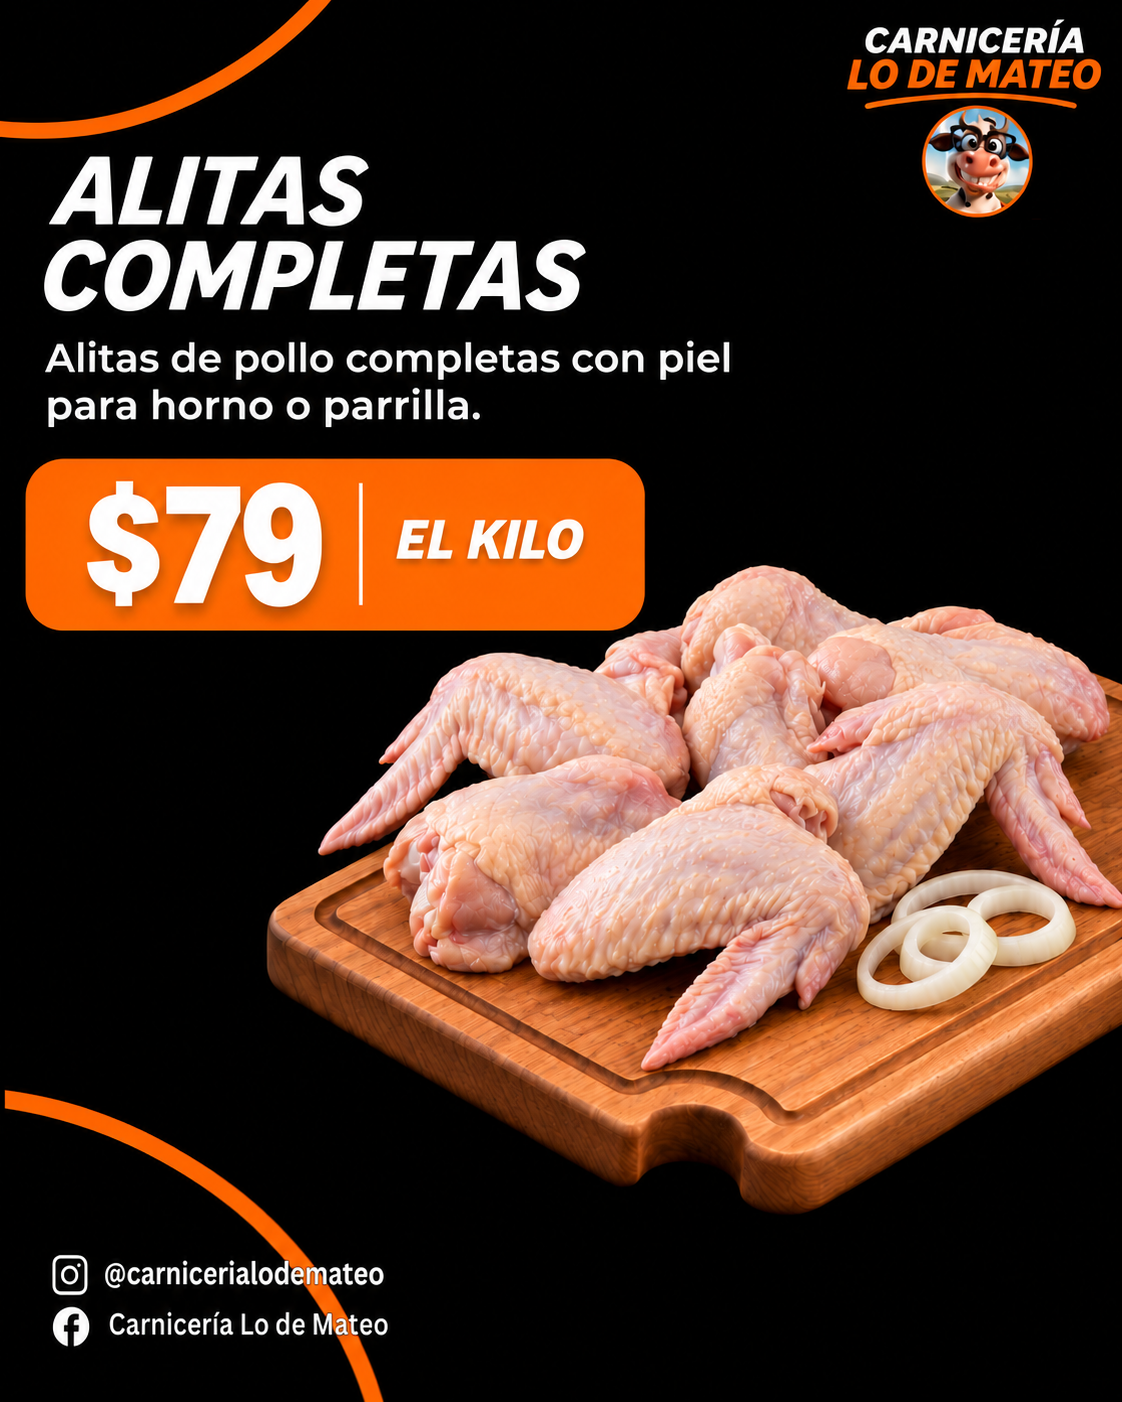 CARNICERÍA
LO DE MATEO
ALITAS
COMPLETAS
Alitas de pollo completas con piel
para horno o parrilla.
$79 EL KILO
@carnicerialodemateo
Carnicería Lo de Mateo